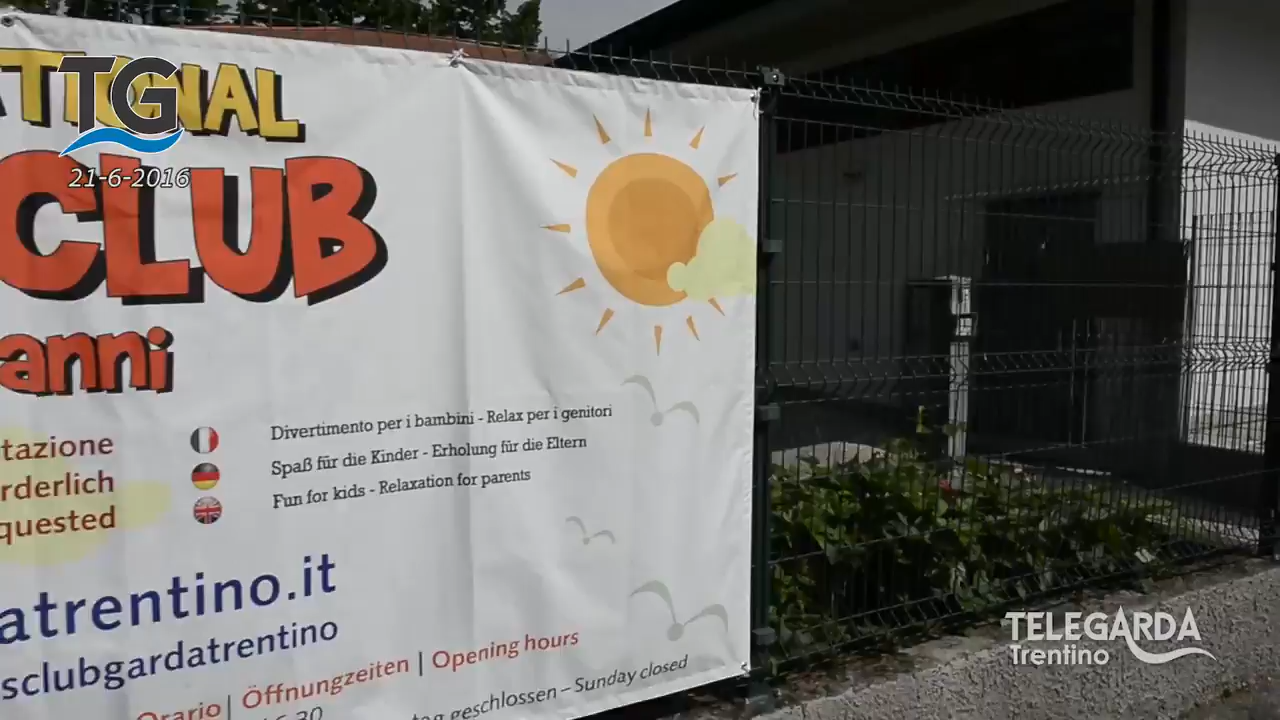 TIONAL
TG
21-6-2016
CLUB
anni
tazione
Divertimento per i bambini - Relax per i genitori
rderlich
Spaß für die Kinder - Erholung für die Eltern
quested
Fun for kids - Relaxation for parents
atrentino.it
sclubgardatrentino
Orario | Öffnungszeiten | Opening hours
geschlossen – Sunday closed
TELEGARDA
Trentino